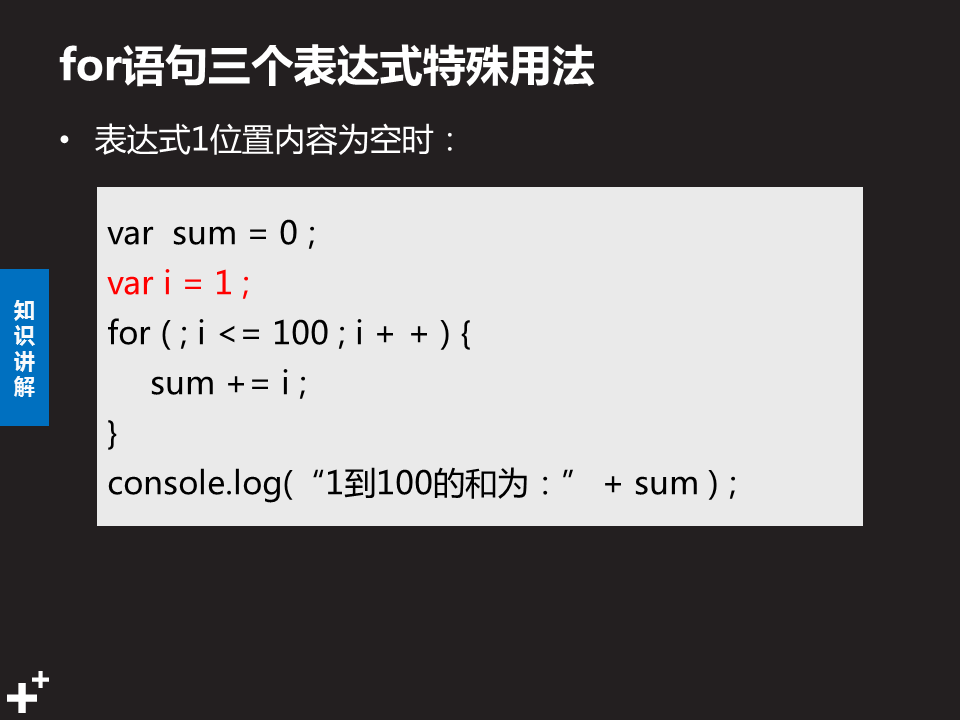 for语句三个表达式特殊用法
• 表达式1位置内容为空时：
知识讲解
var  sum = 0 ;
var i = 1 ;
for ( ; i <= 100 ; i + + ) {
sum += i ;
}
console.log(“1到100的和为：” + sum ) ;